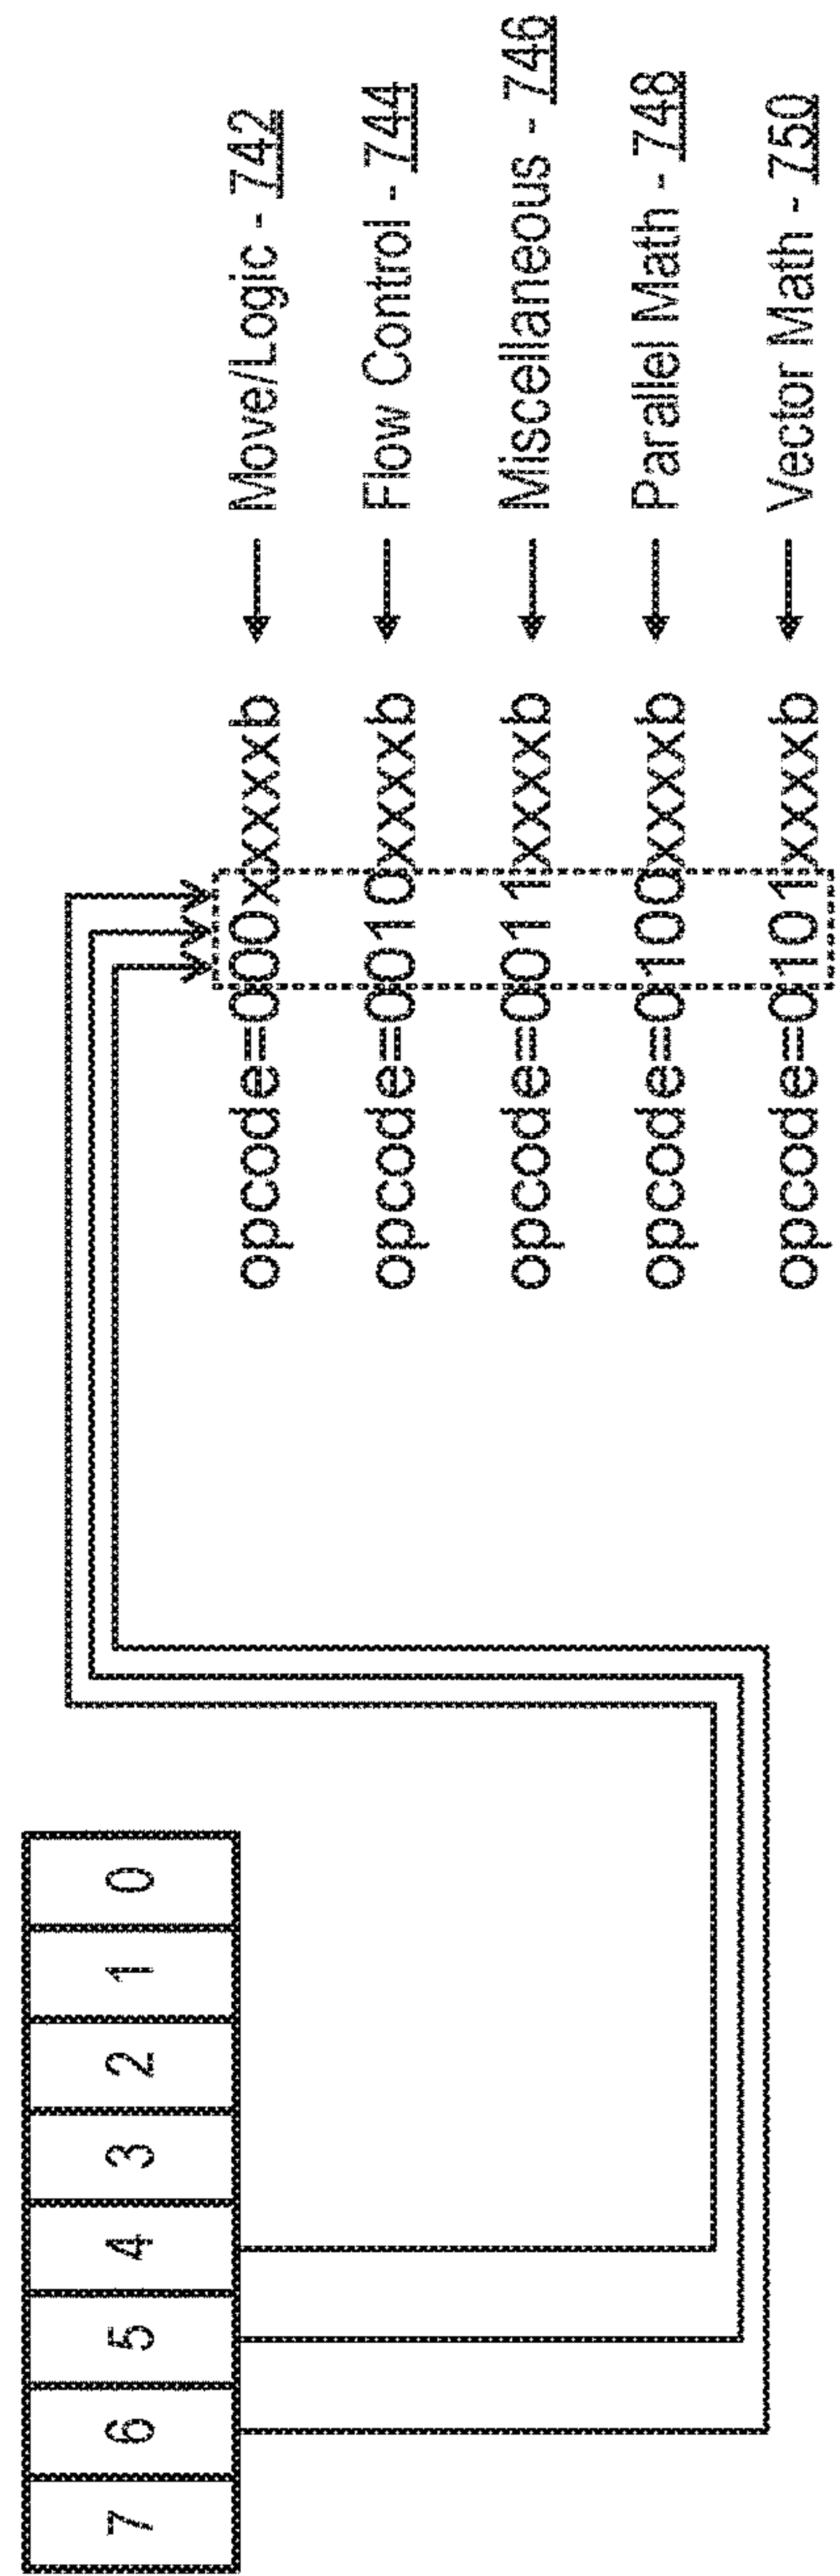 7 6 5 4 3 2 1 0
opcode=000xxxxxb Move/Logic - 742
opcode=0010xxxxb Flow Control - 744
opcode=0011xxxxb Miscellaneous - 746
opcode=0100xxxxb Parallel Math - 748
opcode=0101xxxxb Vector Math - 750